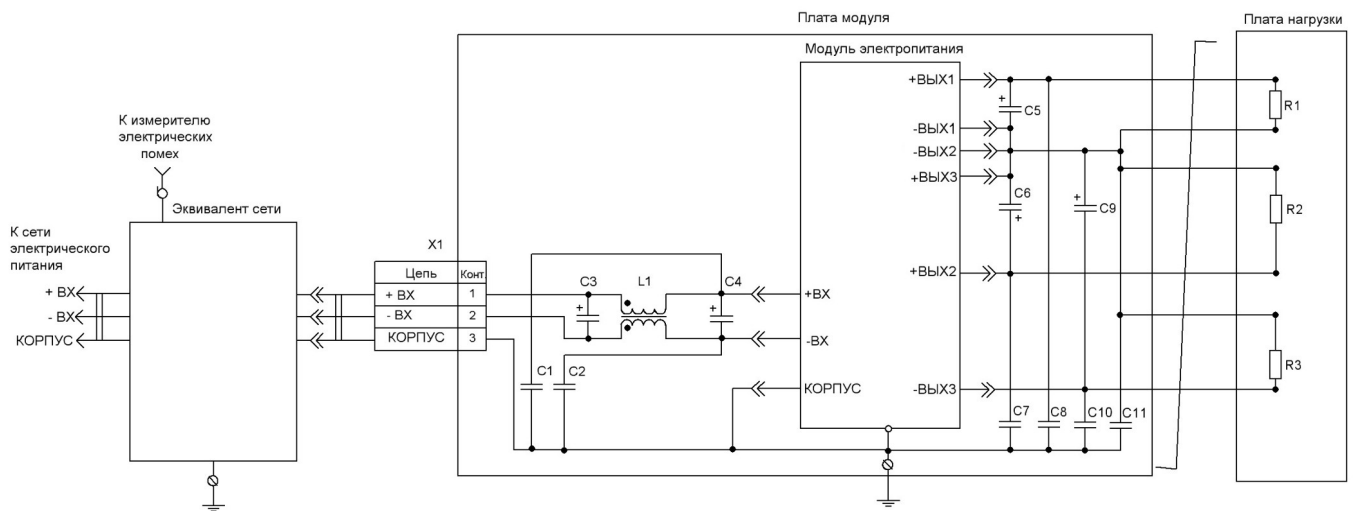 Плата модуля
Плата нагрузки
Модуль электропитания
+ВЫХ1
+
C5
R1
-ВЫХ1
-ВЫХ2
+ВЫХ3
К измерителю
электрических
помех
C6
+
+
C9
R2
Эквивалент сети
К сети
электрического
питания
X1
+ВЫХ2
Цепь
Конт.
C3
L1
C4
+ ВХ
+ ВХ
1
+
+
+ВХ
- ВХ
- ВХ
2
КОРПУС
КОРПУС
3
-ВХ
C1
C2
R3
КОРПУС
-ВЫХ3
C7
C8
C10
C11